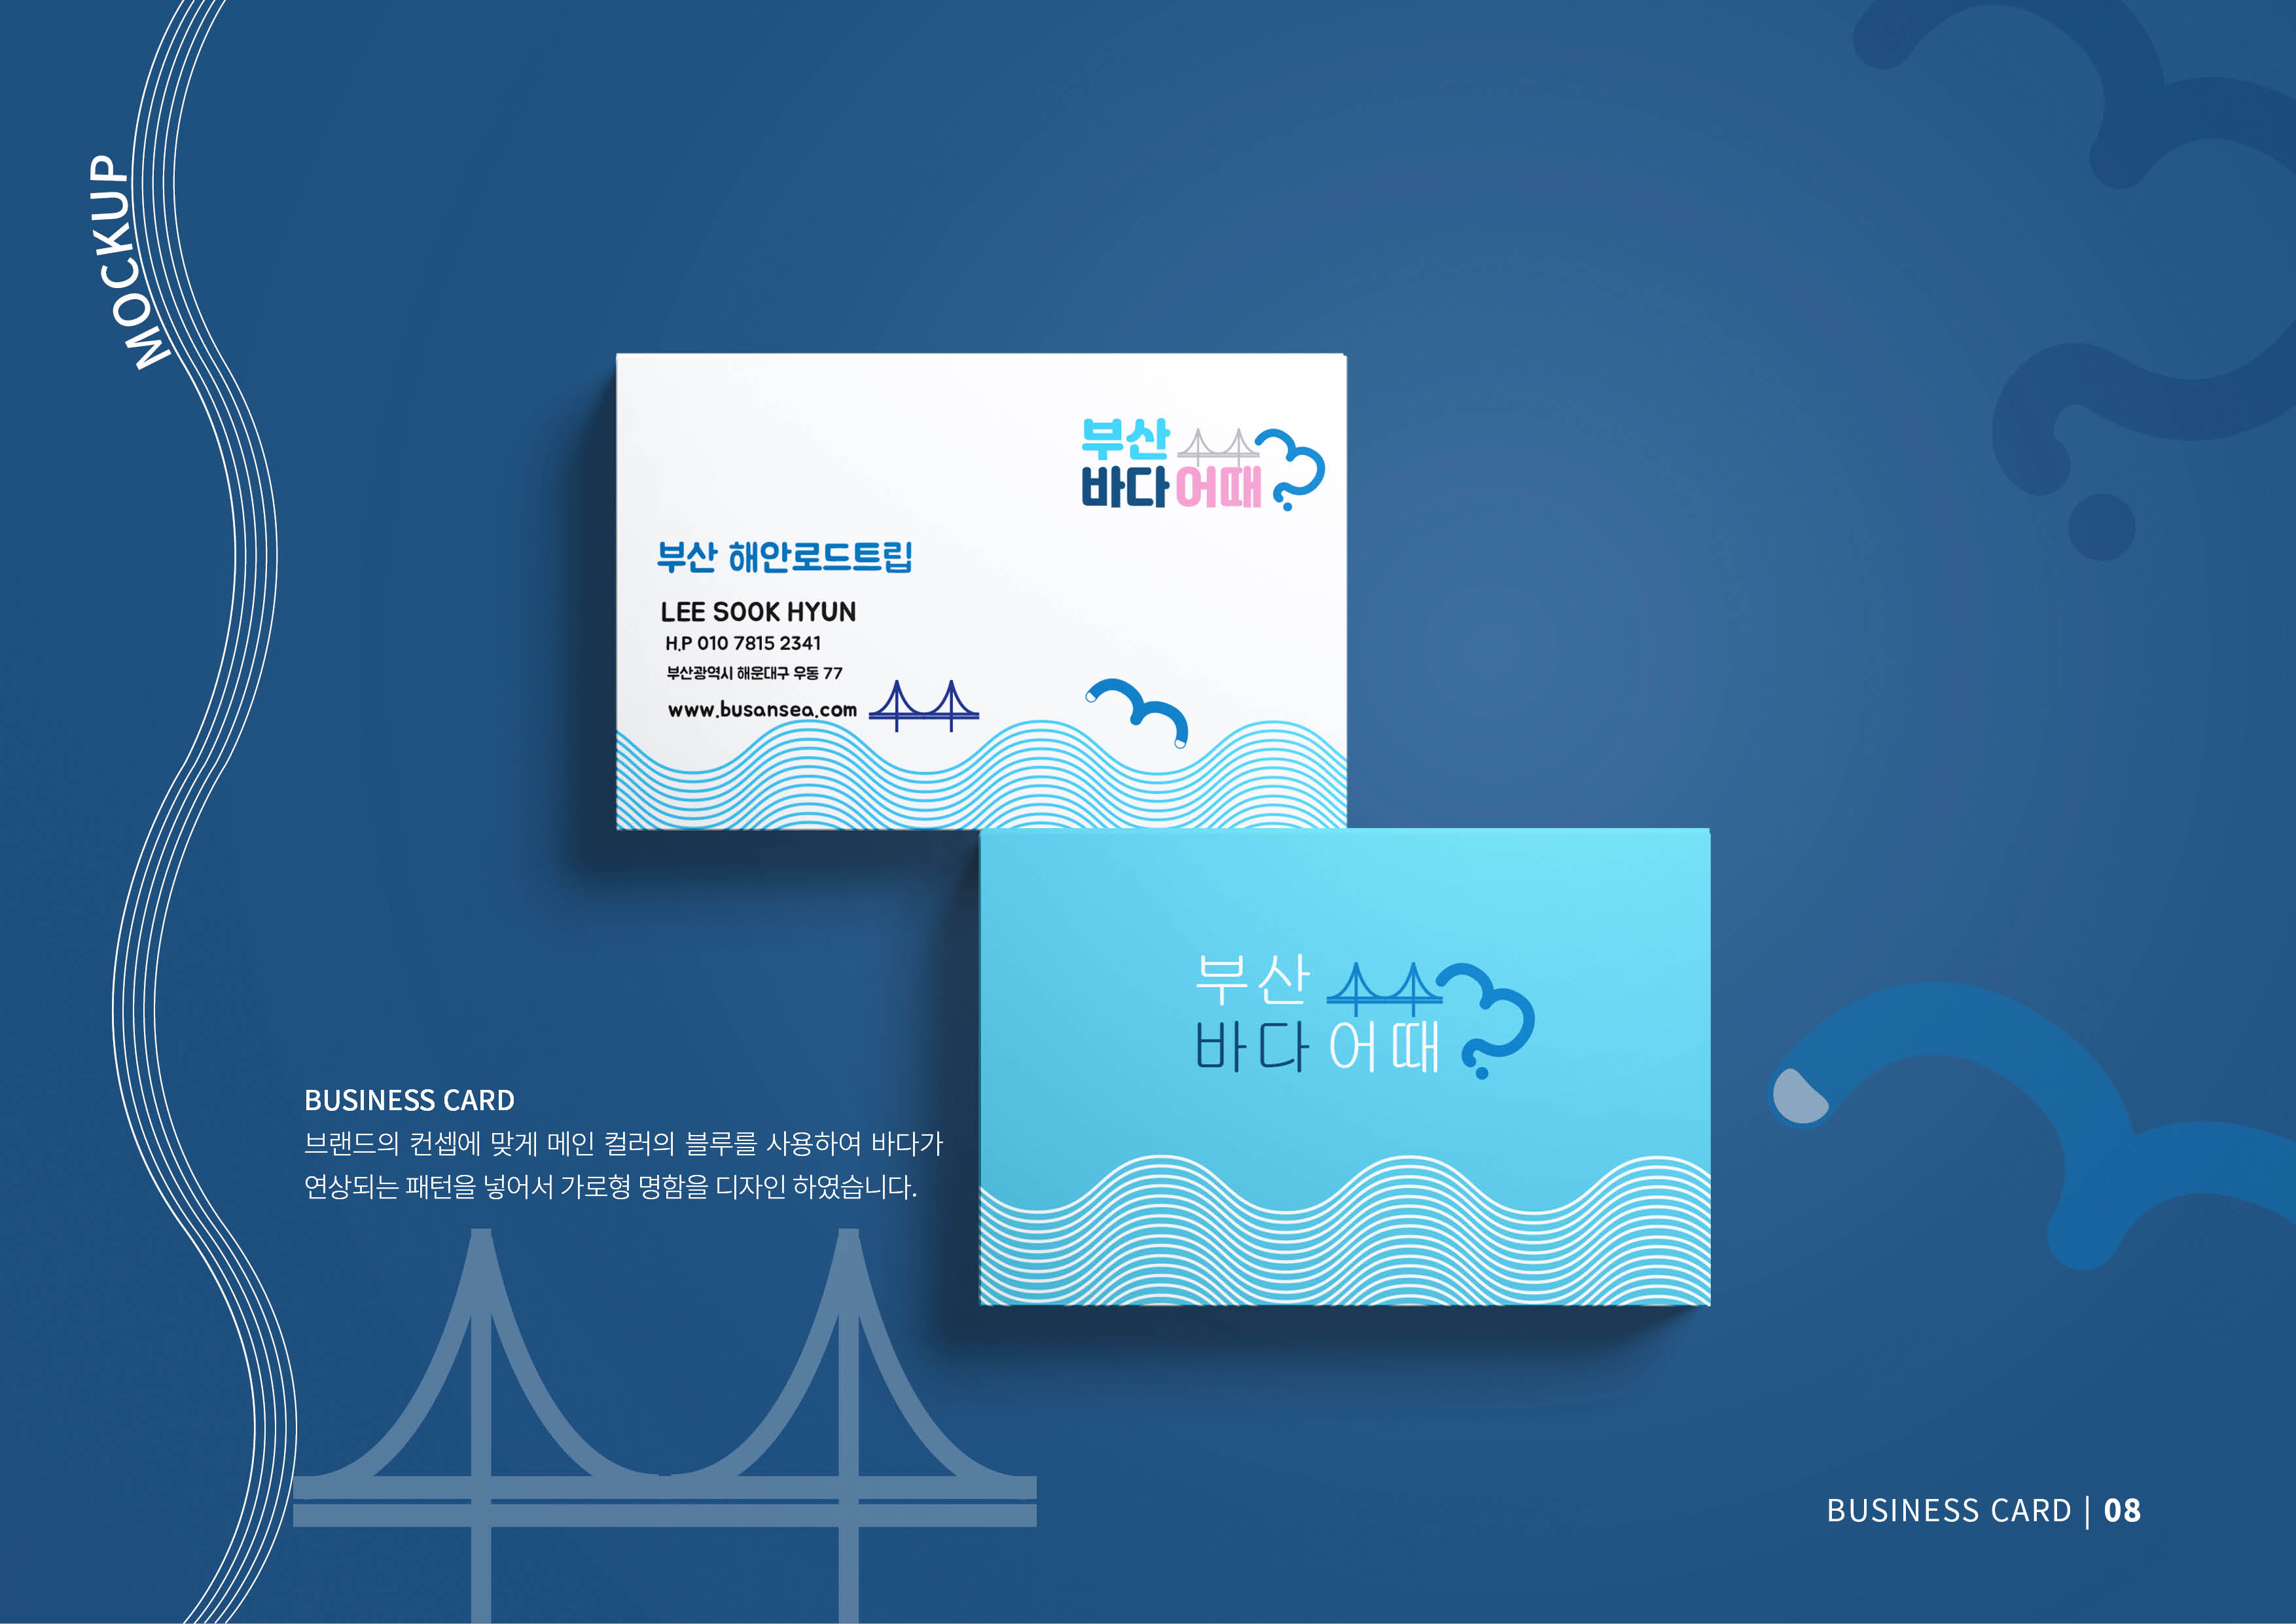 MOCKUP
부산
바다 어때
부산 해안로드트립
LEE SOOK HYUN
H.P 010 7815 2341
부산광역시 해운대구 우동 77
www.busansea.com
부산
바다 어때
BUSINESS CARD
브랜드의 컨셉에 맞게 메인 컬러의 블루를 사용하여 바다가
연상되는 패턴을 넣어서 가로형 명함을 디자인 하였습니다.
BUSINESS CARD | 08